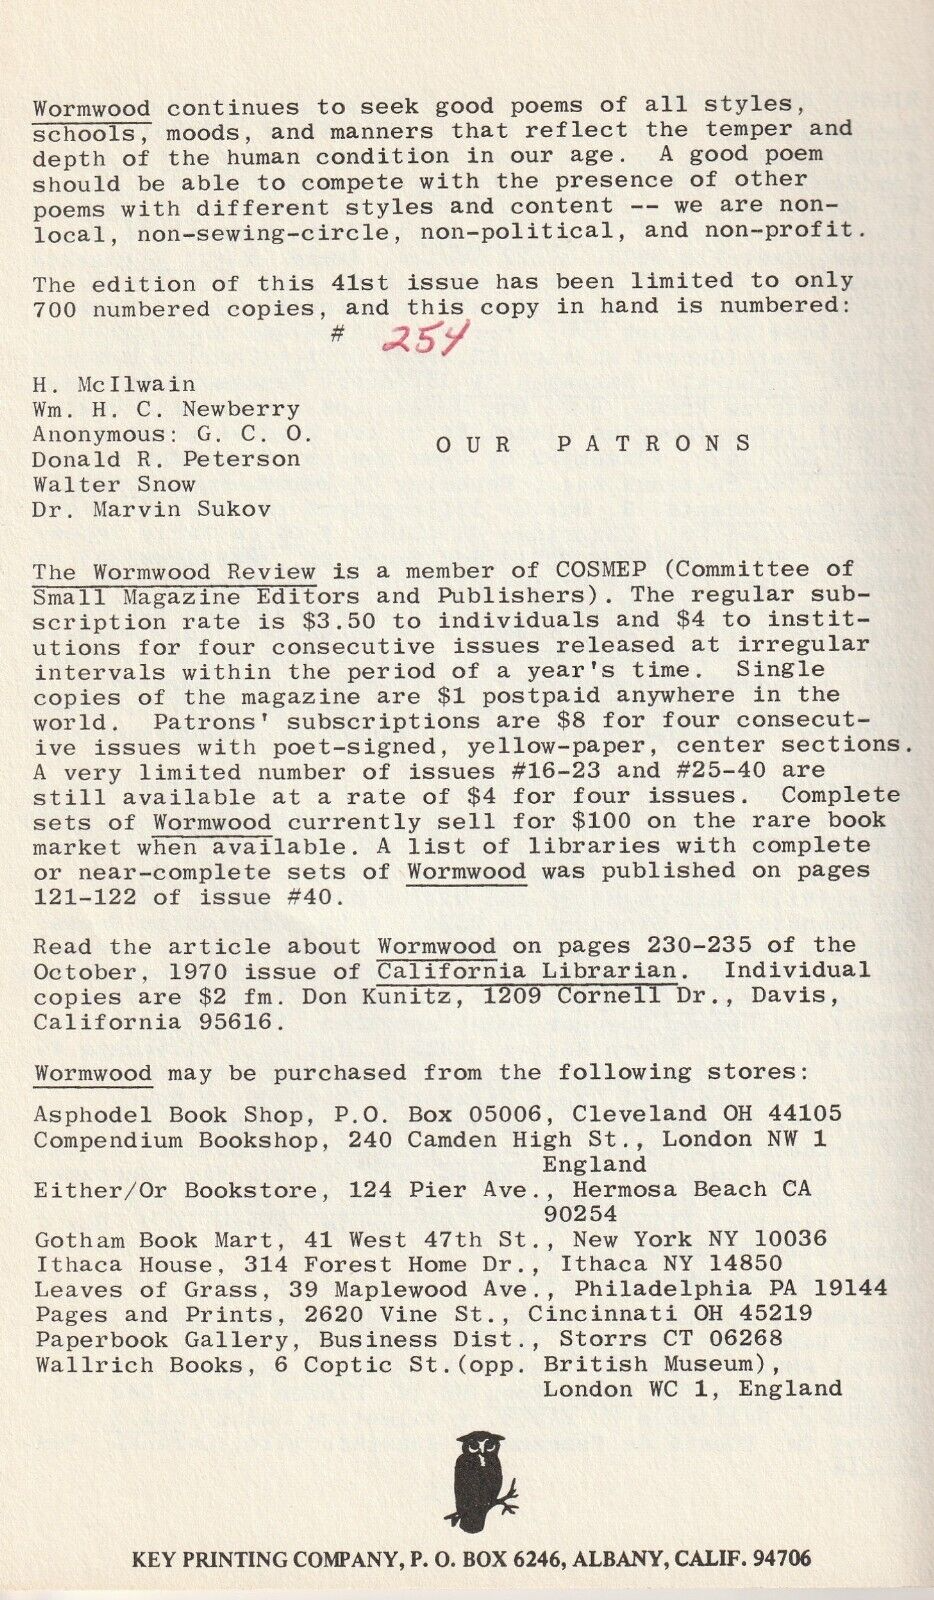 Wormwood continues to seek good poems of all styles,
schools, moods, and manners that reflect the temper and
depth of the human condition in our age. A good poem
should be able to compete with the presence of other
poems with different styles and content -- we are non-
local, non-sewing-circle, non-political, and non-profit.
The edition of this 41st issue has been limited to only
700 numbered copies, and this copy in hand is numbered:
# 254
H. McIlwain
Wm. H. C. Newberry
Anonymous: G. C. O.
OUR PATRONS
Donald R. Peterson
Walter Snow
Dr. Marvin Sukov
The Wormwood Review is a member of COSMEP (Committee of
Small Magazine Editors and Publishers). The regular sub-
scription rate is $3.50 to individuals and $4 to instit-
utions for four consecutive issues released at irregular
intervals within the period of a year's time. Single
copies of the magazine are $1 postpaid anywhere in the
world. Patrons' subscriptions are $8 for four consecut-
ive issues with poet-signed, yellow-paper, center sections.
A very limited number of issues #16-23 and #25-40 are
still available at a rate of $4 for four issues. Complete
sets of Wormwood currently sell for $100 on the rare book
market when available. A list of libraries with complete
or near-complete sets of Wormwood was published on pages
121-122 of issue #40.
Read the article about Wormwood on pages 230-235 of the
October, 1970 issue of California Librarian. Individual
copies are $2 fm. Don Kunitz, 1209 Cornell Dr., Davis,
California 95616.
Wormwood may be purchased from the following stores:
Asphodel Book Shop, P.O. Box 05006, Cleveland OH 44105
Compendium Bookshop, 240 Camden High St., London NW 1
England
Either/Or Bookstore, 124 Pier Ave., Hermosa Beach CA
90254
Gotham Book Mart, 41 West 47th St., New York NY 10036
Ithaca House, 314 Forest Home Dr., Ithaca NY 14850
Leaves of Grass, 39 Maplewood Ave., Philadelphia PA 19144
Pages and Prints, 2620 Vine St., Cincinnati OH 45219
Paperbook Gallery, Business Dist., Storrs CT 06268
Wallrich Books, 6 Coptic St.(opp. British Museum),
London WC 1, England
KEY PRINTING COMPANY, P. O. BOX 6246, ALBANY, CALIF. 94706